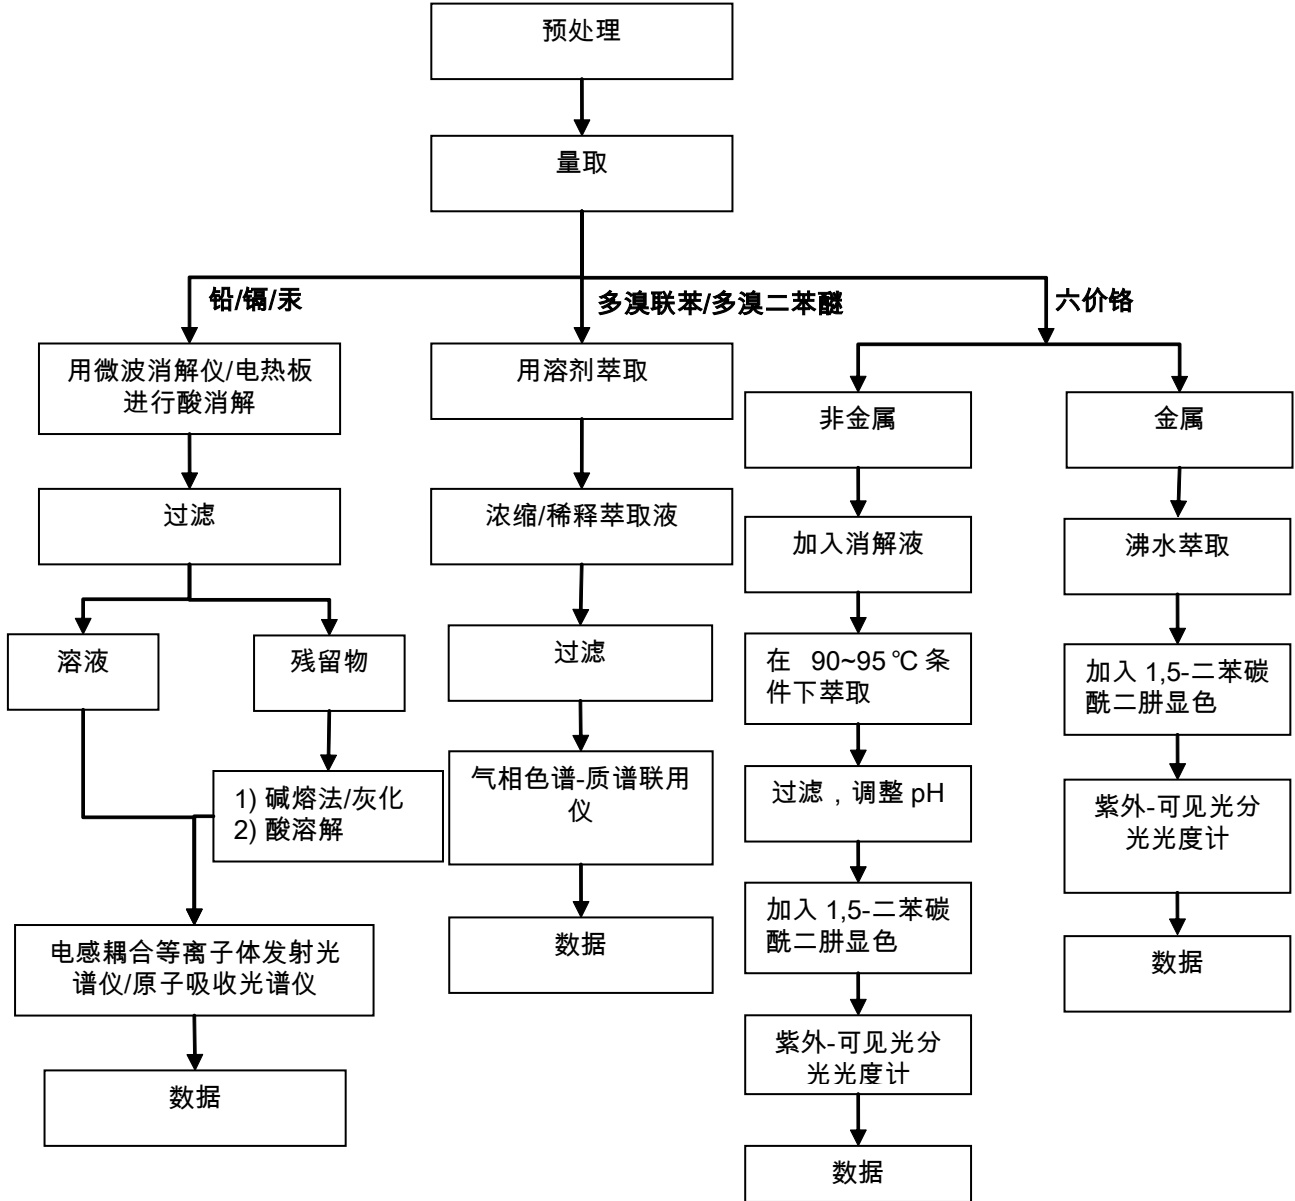 预处理
量取
铅/镉/汞
多溴联苯/多溴二苯醚
六价铬
用微波消解仪/电热板
进行酸消解
过滤
溶液
残留物
1) 碱熔法/灰化
2) 酸溶解
电感耦合等离子体发射光
谱仪/原子吸收光谱仪
数据
用溶剂萃取
浓缩/稀释萃取液
过滤
气相色谱-质谱联用
仪
数据
非金属
加入消解液
在 90~95 ℃ 条
件下萃取
过滤，调整 pH
加入 1,5-二苯碳
酰二肼显色
紫外-可见光分
光光度计
数据
金属
沸水萃取
加入 1,5-二苯碳
酰二肼显色
紫外-可见光分
光光度计
数据